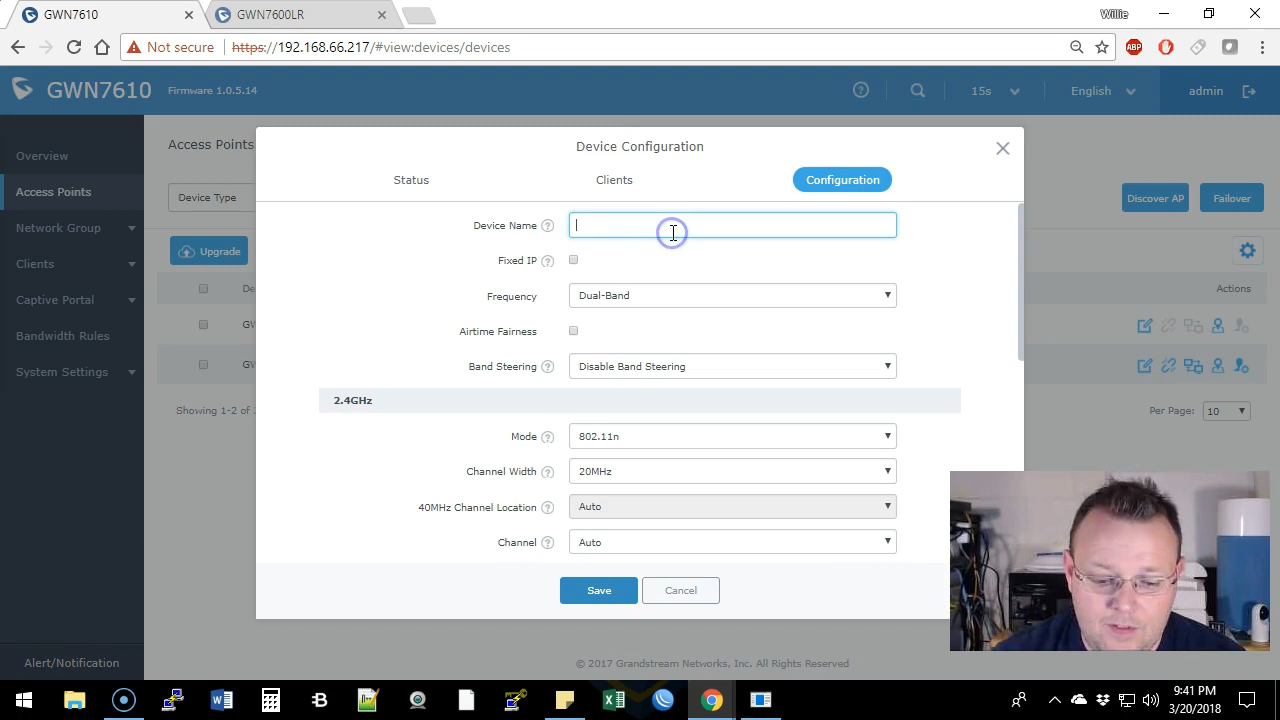 GWN7610
GWN7600LR
Willie
Not secure
https://192.168.66.217/#view:devices/devices
ABP
GWN7610
Firmware 1.0.5.14
15s
English
admin
Overview
Access Points
Network Group
Clients
Captive Portal
Bandwidth Rules
System Settings
Alert/Notification
Access Points
Device Type
Discover AP
Failover
Upgrade
Actions
Showing 1-2 of
Per Page:
10
Device Configuration
Status
Clients
Configuration
Device Name
Fixed IP
Frequency
Dual-Band
Airtime Fairness
Band Steering
Disable Band Steering
2.4GHz
Mode
802.11n
Channel Width
20MHz
40MHz Channel Location
Auto
Channel
Auto
Save
Cancel
© 2017 Grandstream Networks, Inc. All Rights Reserved
9:41 PM
3/20/2018